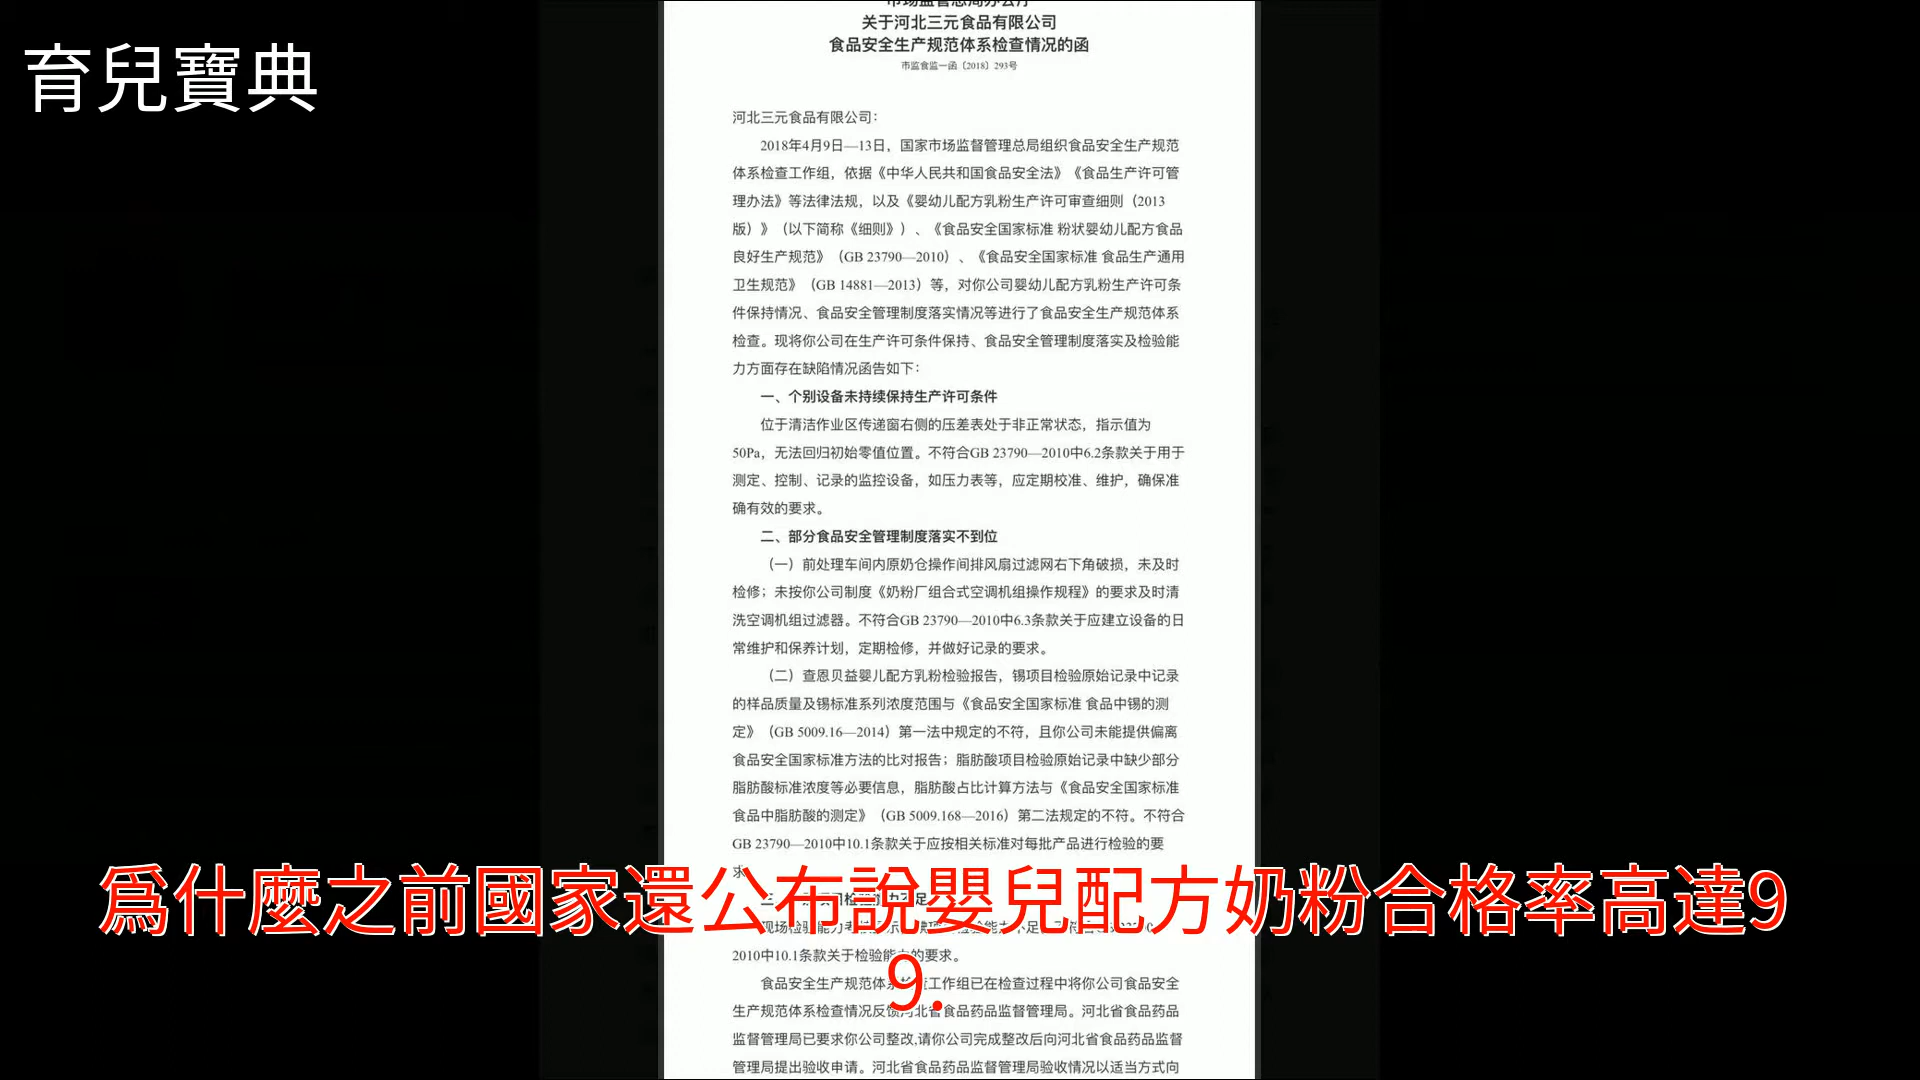 育兒寶典
关于河北三元食品有限公司
食品安全生产规范体系检查情况的函
市监食监一函〔2018〕293号
河北三元食品有限公司：
2018年4月9日—13日，国家市场监督管理总局组织食品安全生产规范
体系检查工作组，依据《中华人民共和国食品安全法》《食品生产许可管
理办法》等法律法规，以及《婴幼儿配方乳粉生产许可审查细则（2013
版）》（以下简称《细则》）、《食品安全国家标准 粉状婴幼儿配方食品
良好生产规范》（GB 23790—2010）、《食品安全国家标准 食品生产通用
卫生规范》（GB 14881—2013）等，对你公司婴幼儿配方乳粉生产许可条
件保持情况、食品安全管理制度落实情况等进行了食品安全生产规范体系
检查。现将你公司在生产许可条件保持、食品安全管理制度落实及检验能
力方面存在缺陷情况函告如下：
一、个别设备未持续保持生产许可条件
位于清洁作业区传递窗右侧的压差表处于非正常状态，指示值为
50Pa，无法回归初始零值位置。不符合GB 23790—2010中6.2条款关于用于
测定、控制、记录的监控设备，如压力表等，应定期校准、维护，确保准
确有效的要求。
二、部分食品安全管理制度落实不到位
（一）前处理车间内原奶仓操作间排风扇过滤网右下角破损，未及时
检修；未按你公司制度《奶粉厂组合式空调机组操作规程》的要求及时清
洗空调机组过滤器。不符合GB 23790—2010中6.3条款关于应建立设备的日
常维护和保养计划，定期检修，并做好记录的要求。
（二）查恩贝益婴儿配方乳粉检验报告，锡项目检验原始记录中记录
的样品质量及锡标准系列浓度范围与《食品安全国家标准 食品中锡的测
定》（GB 5009.16—2014）第一法中规定的不符，且你公司未能提供偏离
食品安全国家标准方法的比对报告；脂肪酸项目检验原始记录中缺少部分
脂肪酸标准浓度等必要信息，脂肪酸占比计算方法与《食品安全国家标准
食品中脂肪酸的测定》（GB 5009.168—2016）第二法规定的不符。不符合
GB 23790—2010中10.1条款关于应按相关标准对每批产品进行检验的要
求
為什麼之前國家還公布說嬰兒配方奶粉合格率高達9
9.
2010中10.1条款关于检验能力的要求。
食品安全生产规范体系检查工作组已在检查过程中将你公司食品安全
生产规范体系检查情况反馈河北省食品药品监督管理局。河北省食品药品
监督管理局已要求你公司整改,请你公司完成整改后向河北省食品药品监督
管理局提出验收申请。河北省食品药品监督管理局验收情况以适当方式向